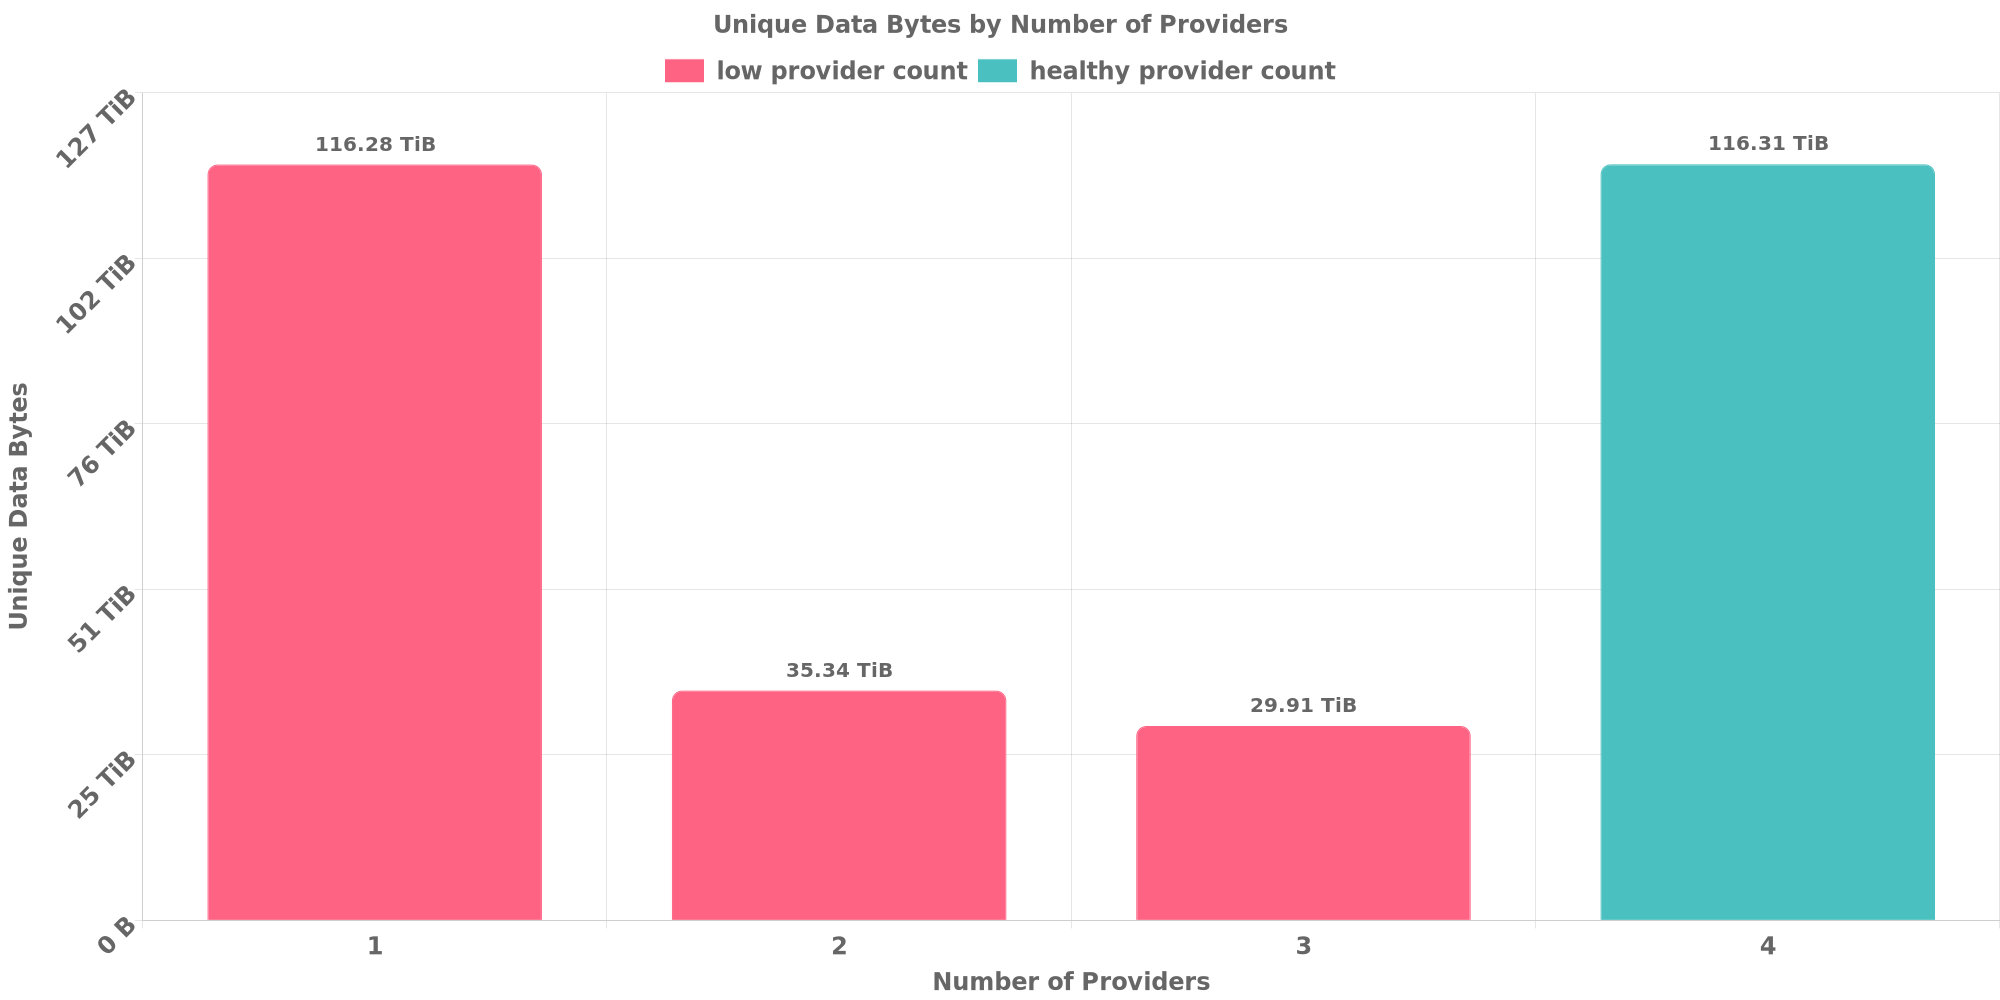 Unique Data Bytes by Number of Providers
low provider count healthy provider count
127 TiB
102 TiB
76 TiB
51 TiB
25 TiB
0 B
Unique Data Bytes
116.28 TiB
35.34 TiB
29.91 TiB
116.31 TiB
1 2 3 4
Number of Providers